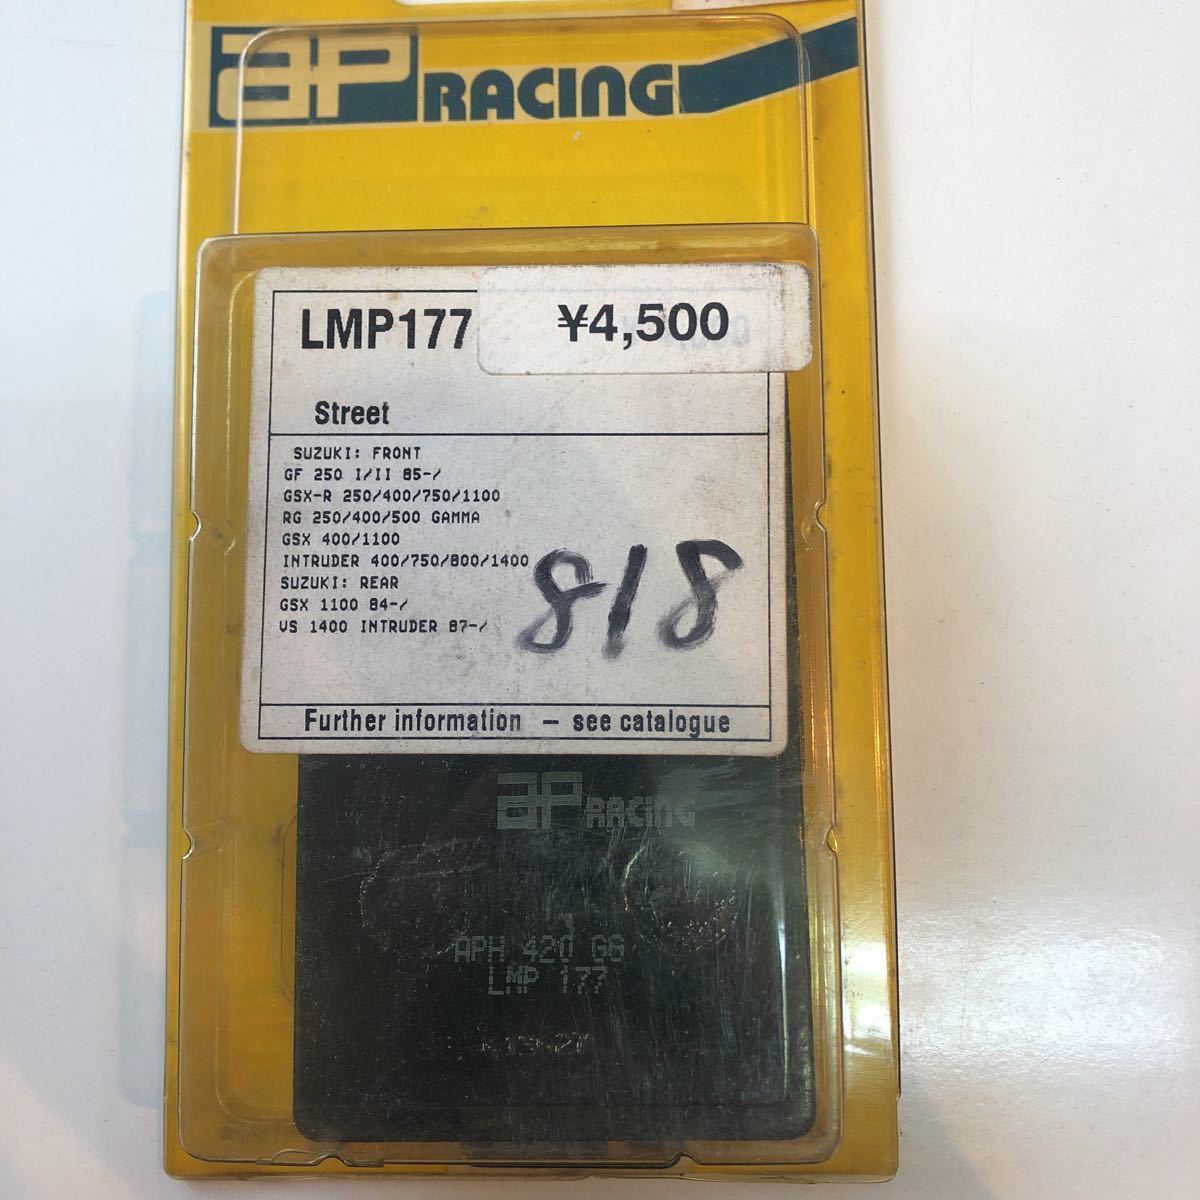 ap RACING
LMP177
¥4,500
Street
SUZUKI: FRONT
GF 250 I/II 85-/
GSX-R 250/400/750/1100
RG 250/400/500 GAMMA
GSX 400/1100
INTRUDER 400/750/800/1400
SUZUKI: REAR
GSX 1100 84-/
VS 1400 INTRUDER 87-/
818
Further information – see catalogue
ap RACING
APH 420 GG
LMP 177